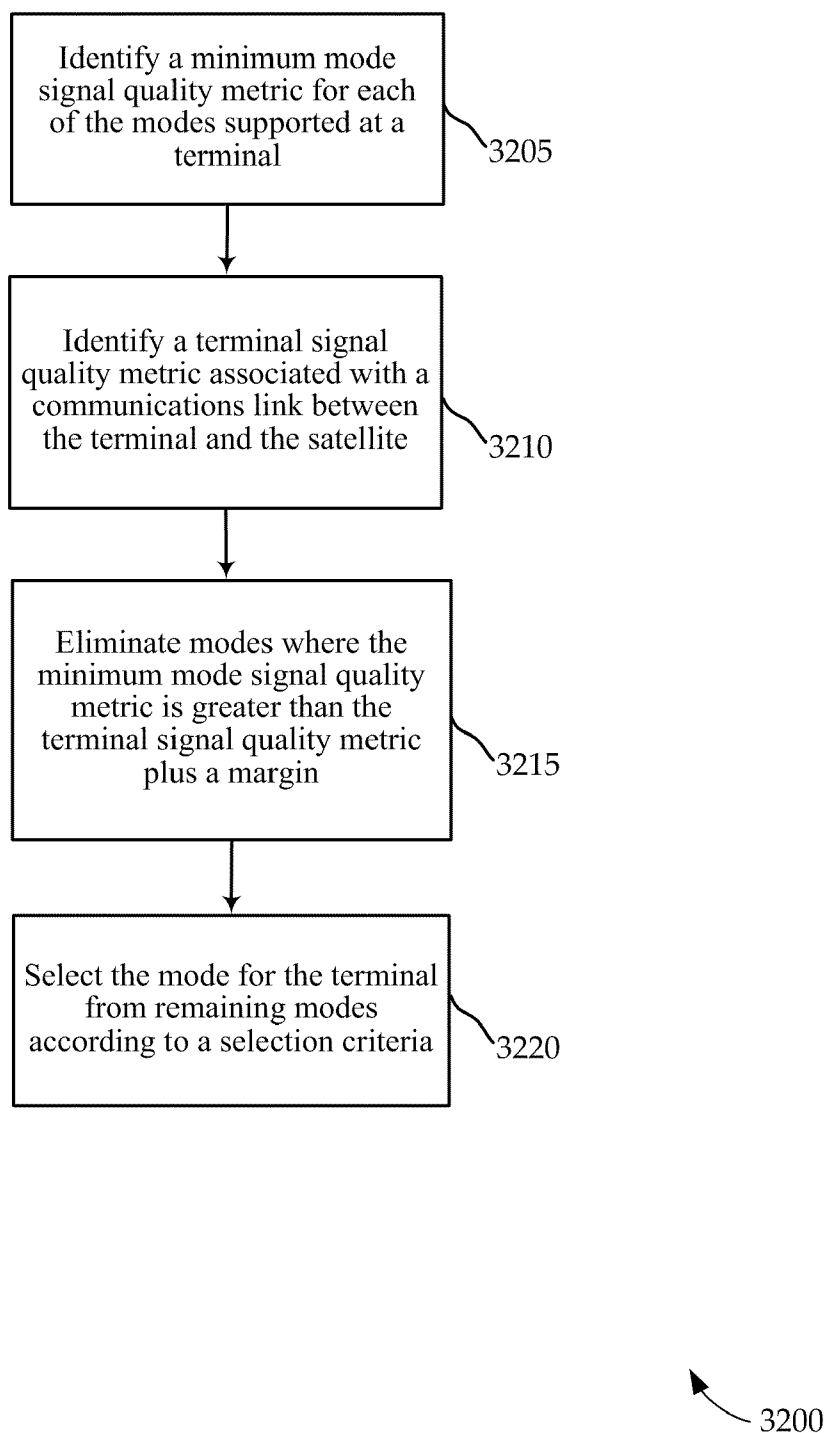 Identify a minimum mode
signal quality metric for each
of the modes supported at a
terminal
3205
Identify a terminal signal
quality metric associated with a
communications link between
the terminal and the satellite
3210
Eliminate modes where the
minimum mode signal quality
metric is greater than the
terminal signal quality metric
plus a margin
3215
Select the mode for the terminal
from remaining modes
according to a selection criteria
3220
3200